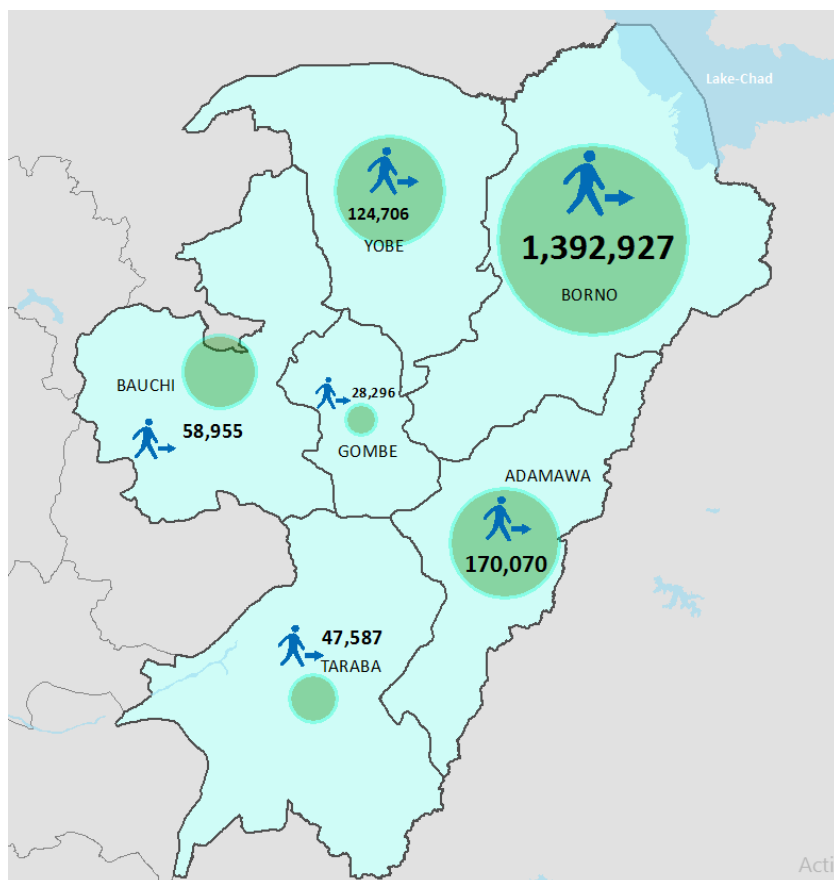 Lake-Chad
124,706
YOBE
1,392,927
BORNO
BAUCHI
58,955
28,296
GOMBE
ADAMAWA
170,070
47,587
TARABA
Acti